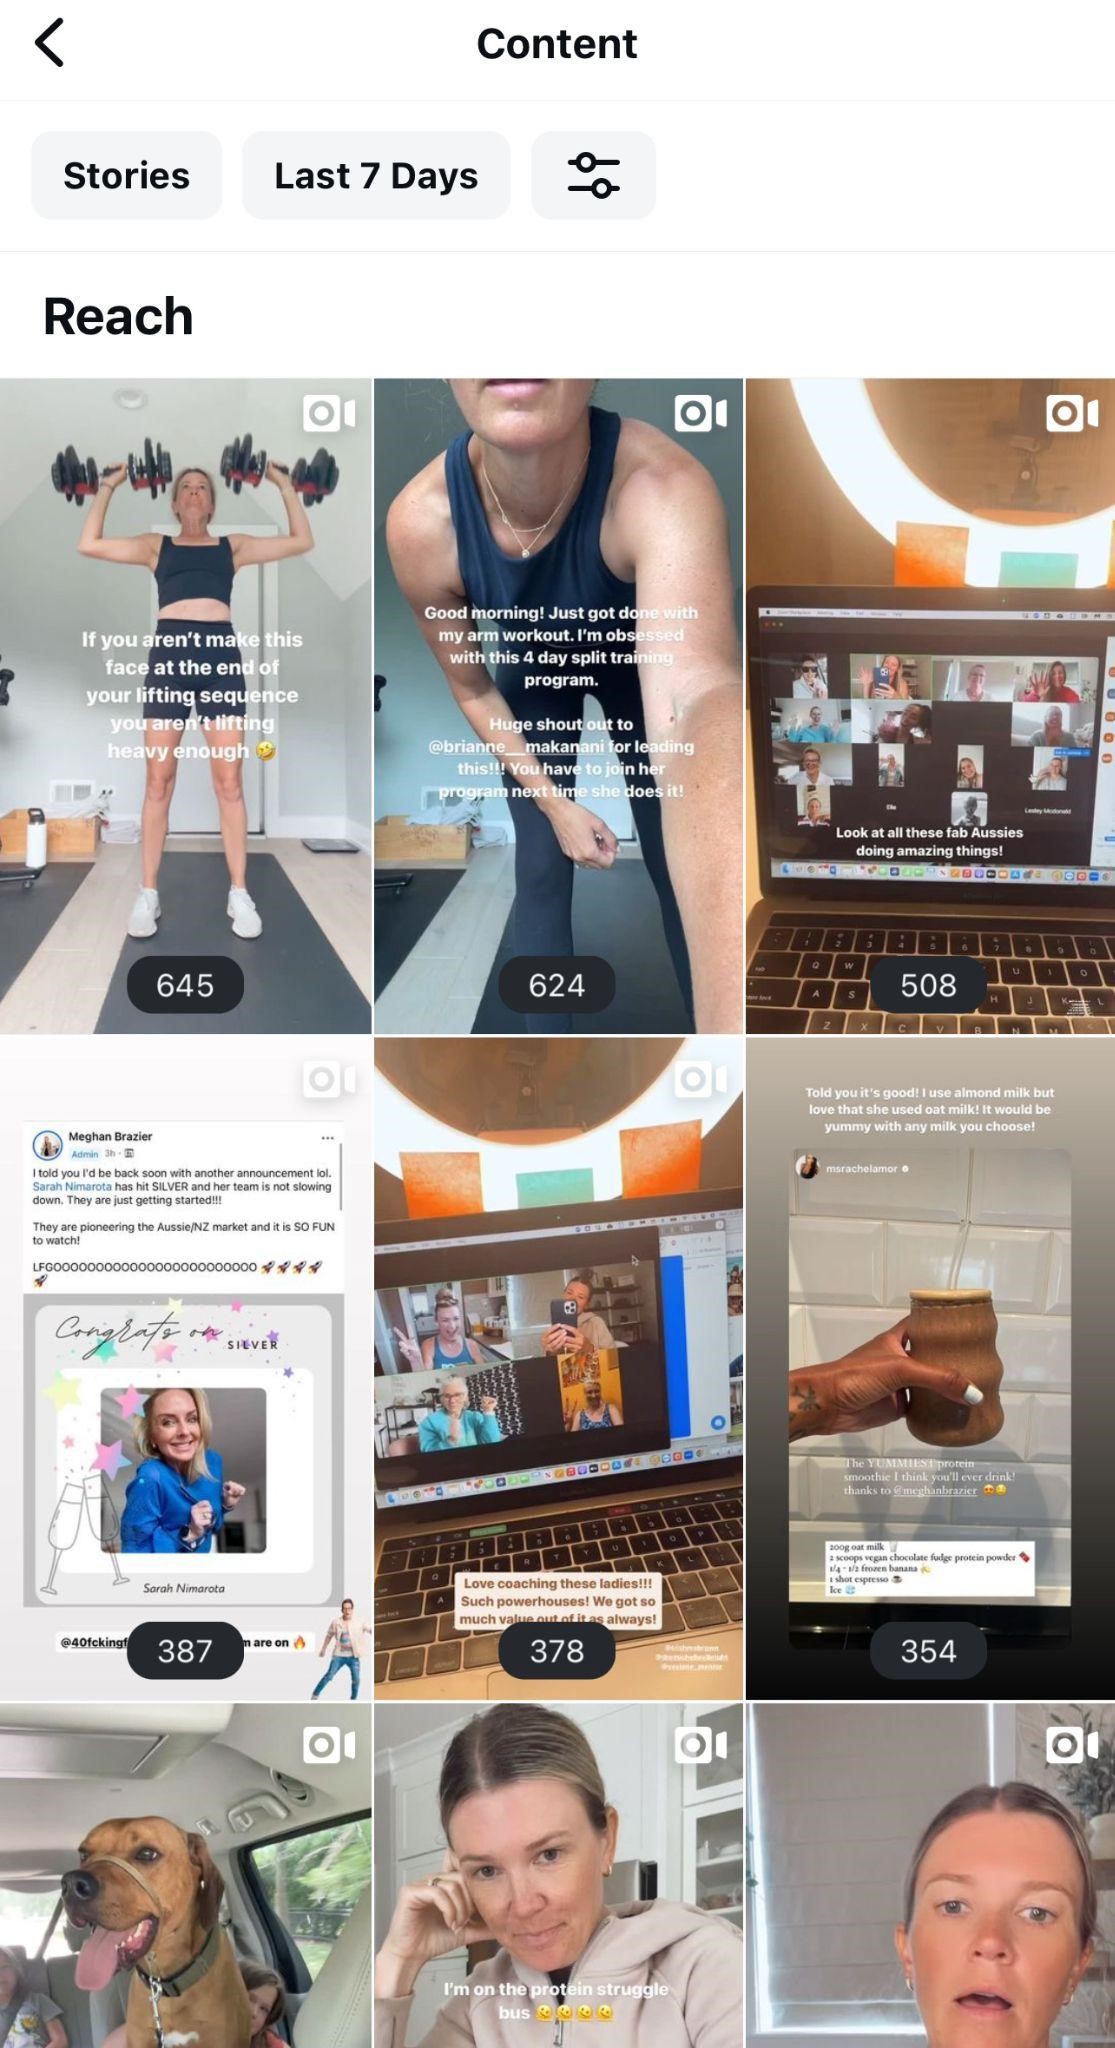 Content
Stories
Last 7 Days
Reach
If you aren't make this
face at the end of
your lifting sequence
you aren't lifting
heavy enough 🤣
645
Good morning! Just got done with
my arm workout. I'm obsessed
with this 4 day split training
program.
Huge shout out to
@brianne__makanani for leading
this!!! You have to join her
program next time she does it!
624
Elle
Lesley Mcdonald
Look at all these fab Aussies
doing amazing things!
508
Meghan Brazier
Admin 3h
I told you I'd be back soon with another announcement lol.
Sarah Nimarota has hit SILVER and her team is not slowing
down. They are just getting started!!!
They are pioneering the Aussie/NZ market and it is SO FUN
to watch!
LFGOOOOOOOOOOOOOOOOOOOOOOOO 🚀🚀🚀🚀
🚀
Congrats on
SILVER
Sarah Nimarota
@40fckingf
m are on 🔥
387
Love coaching these ladies!!!
Such powerhouses! We got so
much value out of it as always!
378
Told you it's good! I use almond milk but
love that she used oat milk! It would be
yummy with any milk you choose!
msrachelamor
The YUMMIEST protein
smoothie I think you'll ever drink!
thanks to @meghanbrazier 😍😋
200g oat milk 🥛
2 scoops vegan chocolate fudge protein powder 🍫
1/4 - 1/2 frozen banana 🍌
1 shot espresso ☕
Ice 🧊
354
I'm on the protein struggle
bus 🫠🫠🫠🫠